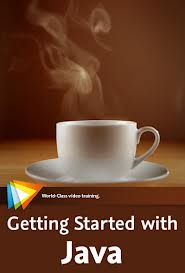 World-Class video training.
Getting Started with
Java